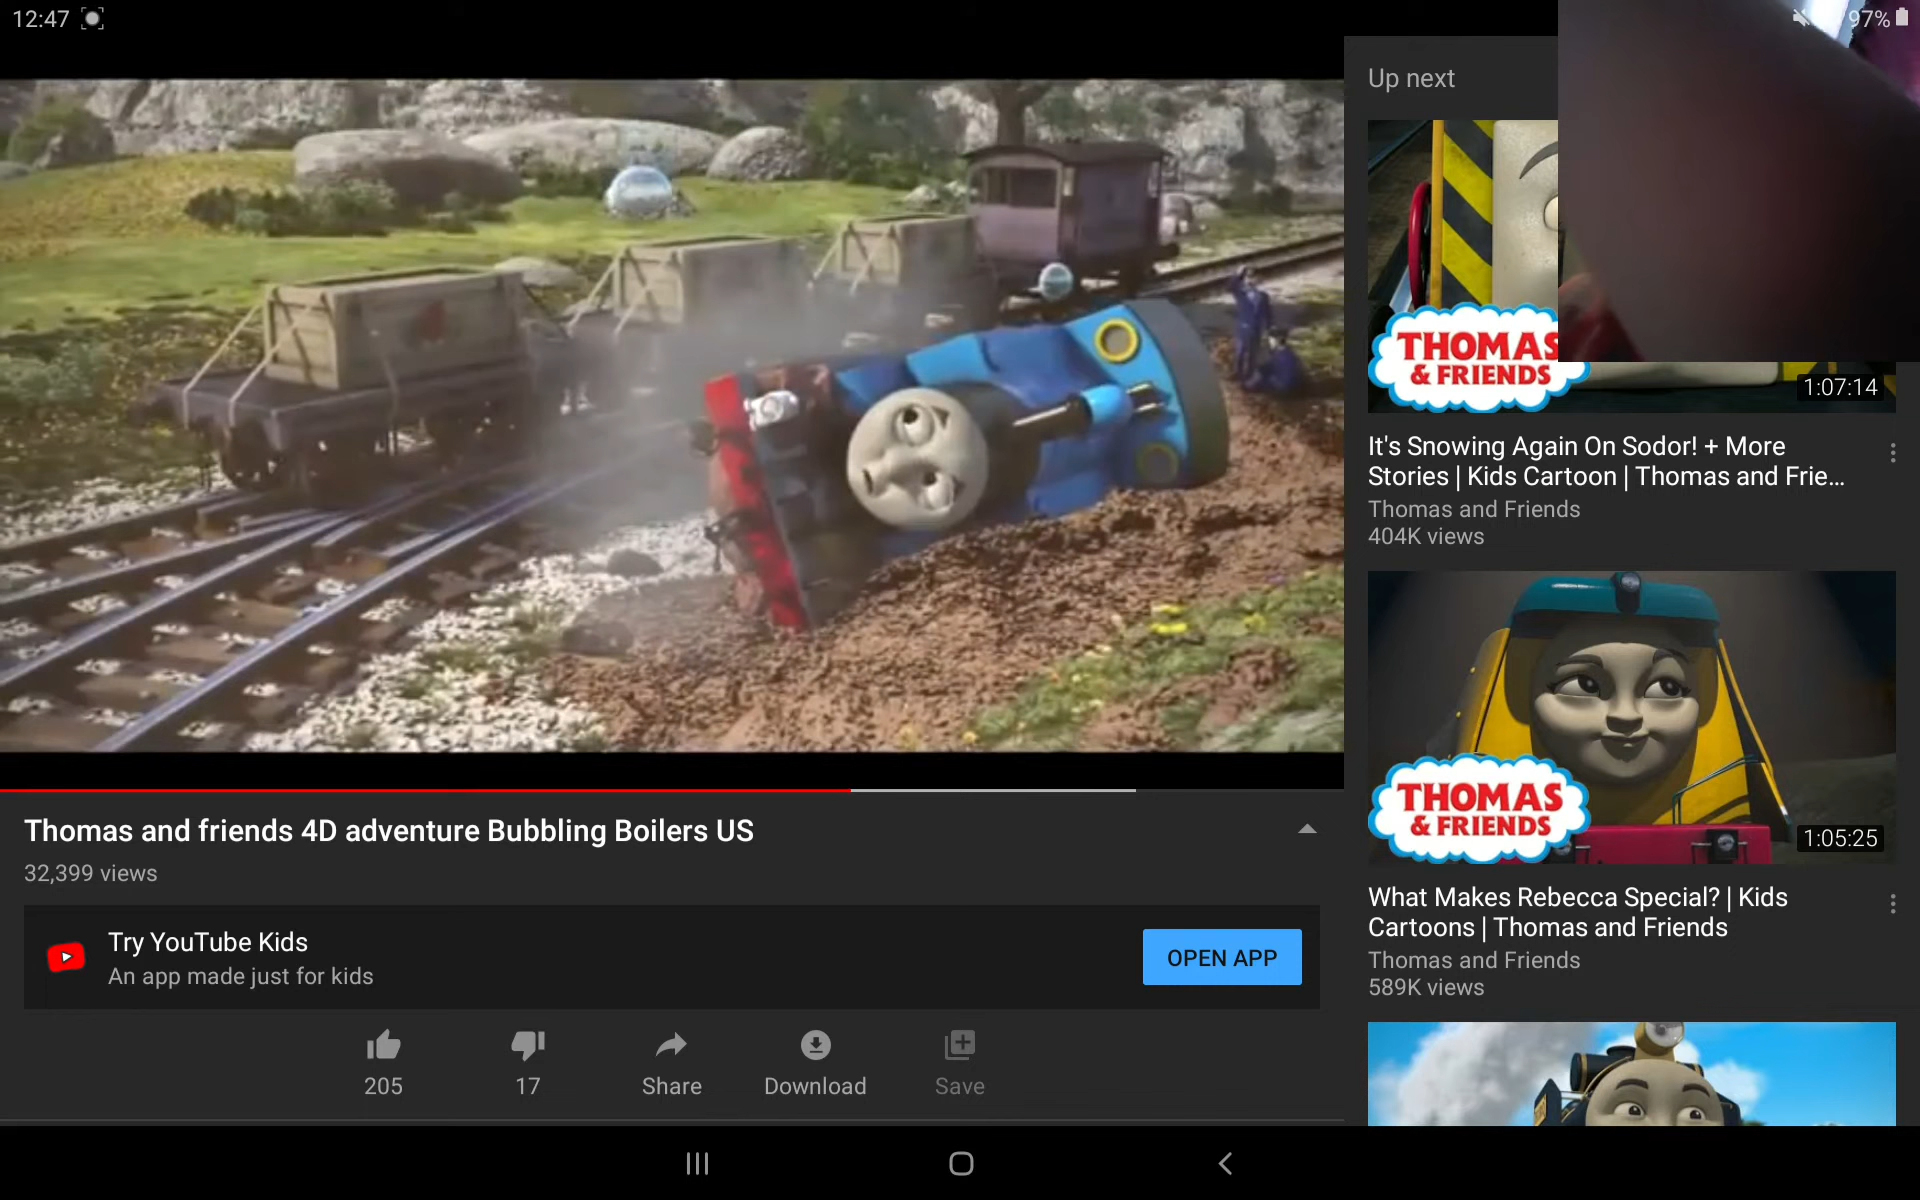 12:47
97%
Up next
THOMAS
& FRIENDS
1:07:14
It's Snowing Again On Sodor! + More
Stories | Kids Cartoon | Thomas and Frie...
Thomas and Friends
404K views
THOMAS
& FRIENDS
1:05:25
What Makes Rebecca Special? | Kids
Cartoons | Thomas and Friends
Thomas and Friends
589K views
Thomas and friends 4D adventure Bubbling Boilers US
32,399 views
Try YouTube Kids
An app made just for kids
OPEN APP
205
17
Share
Download
Save